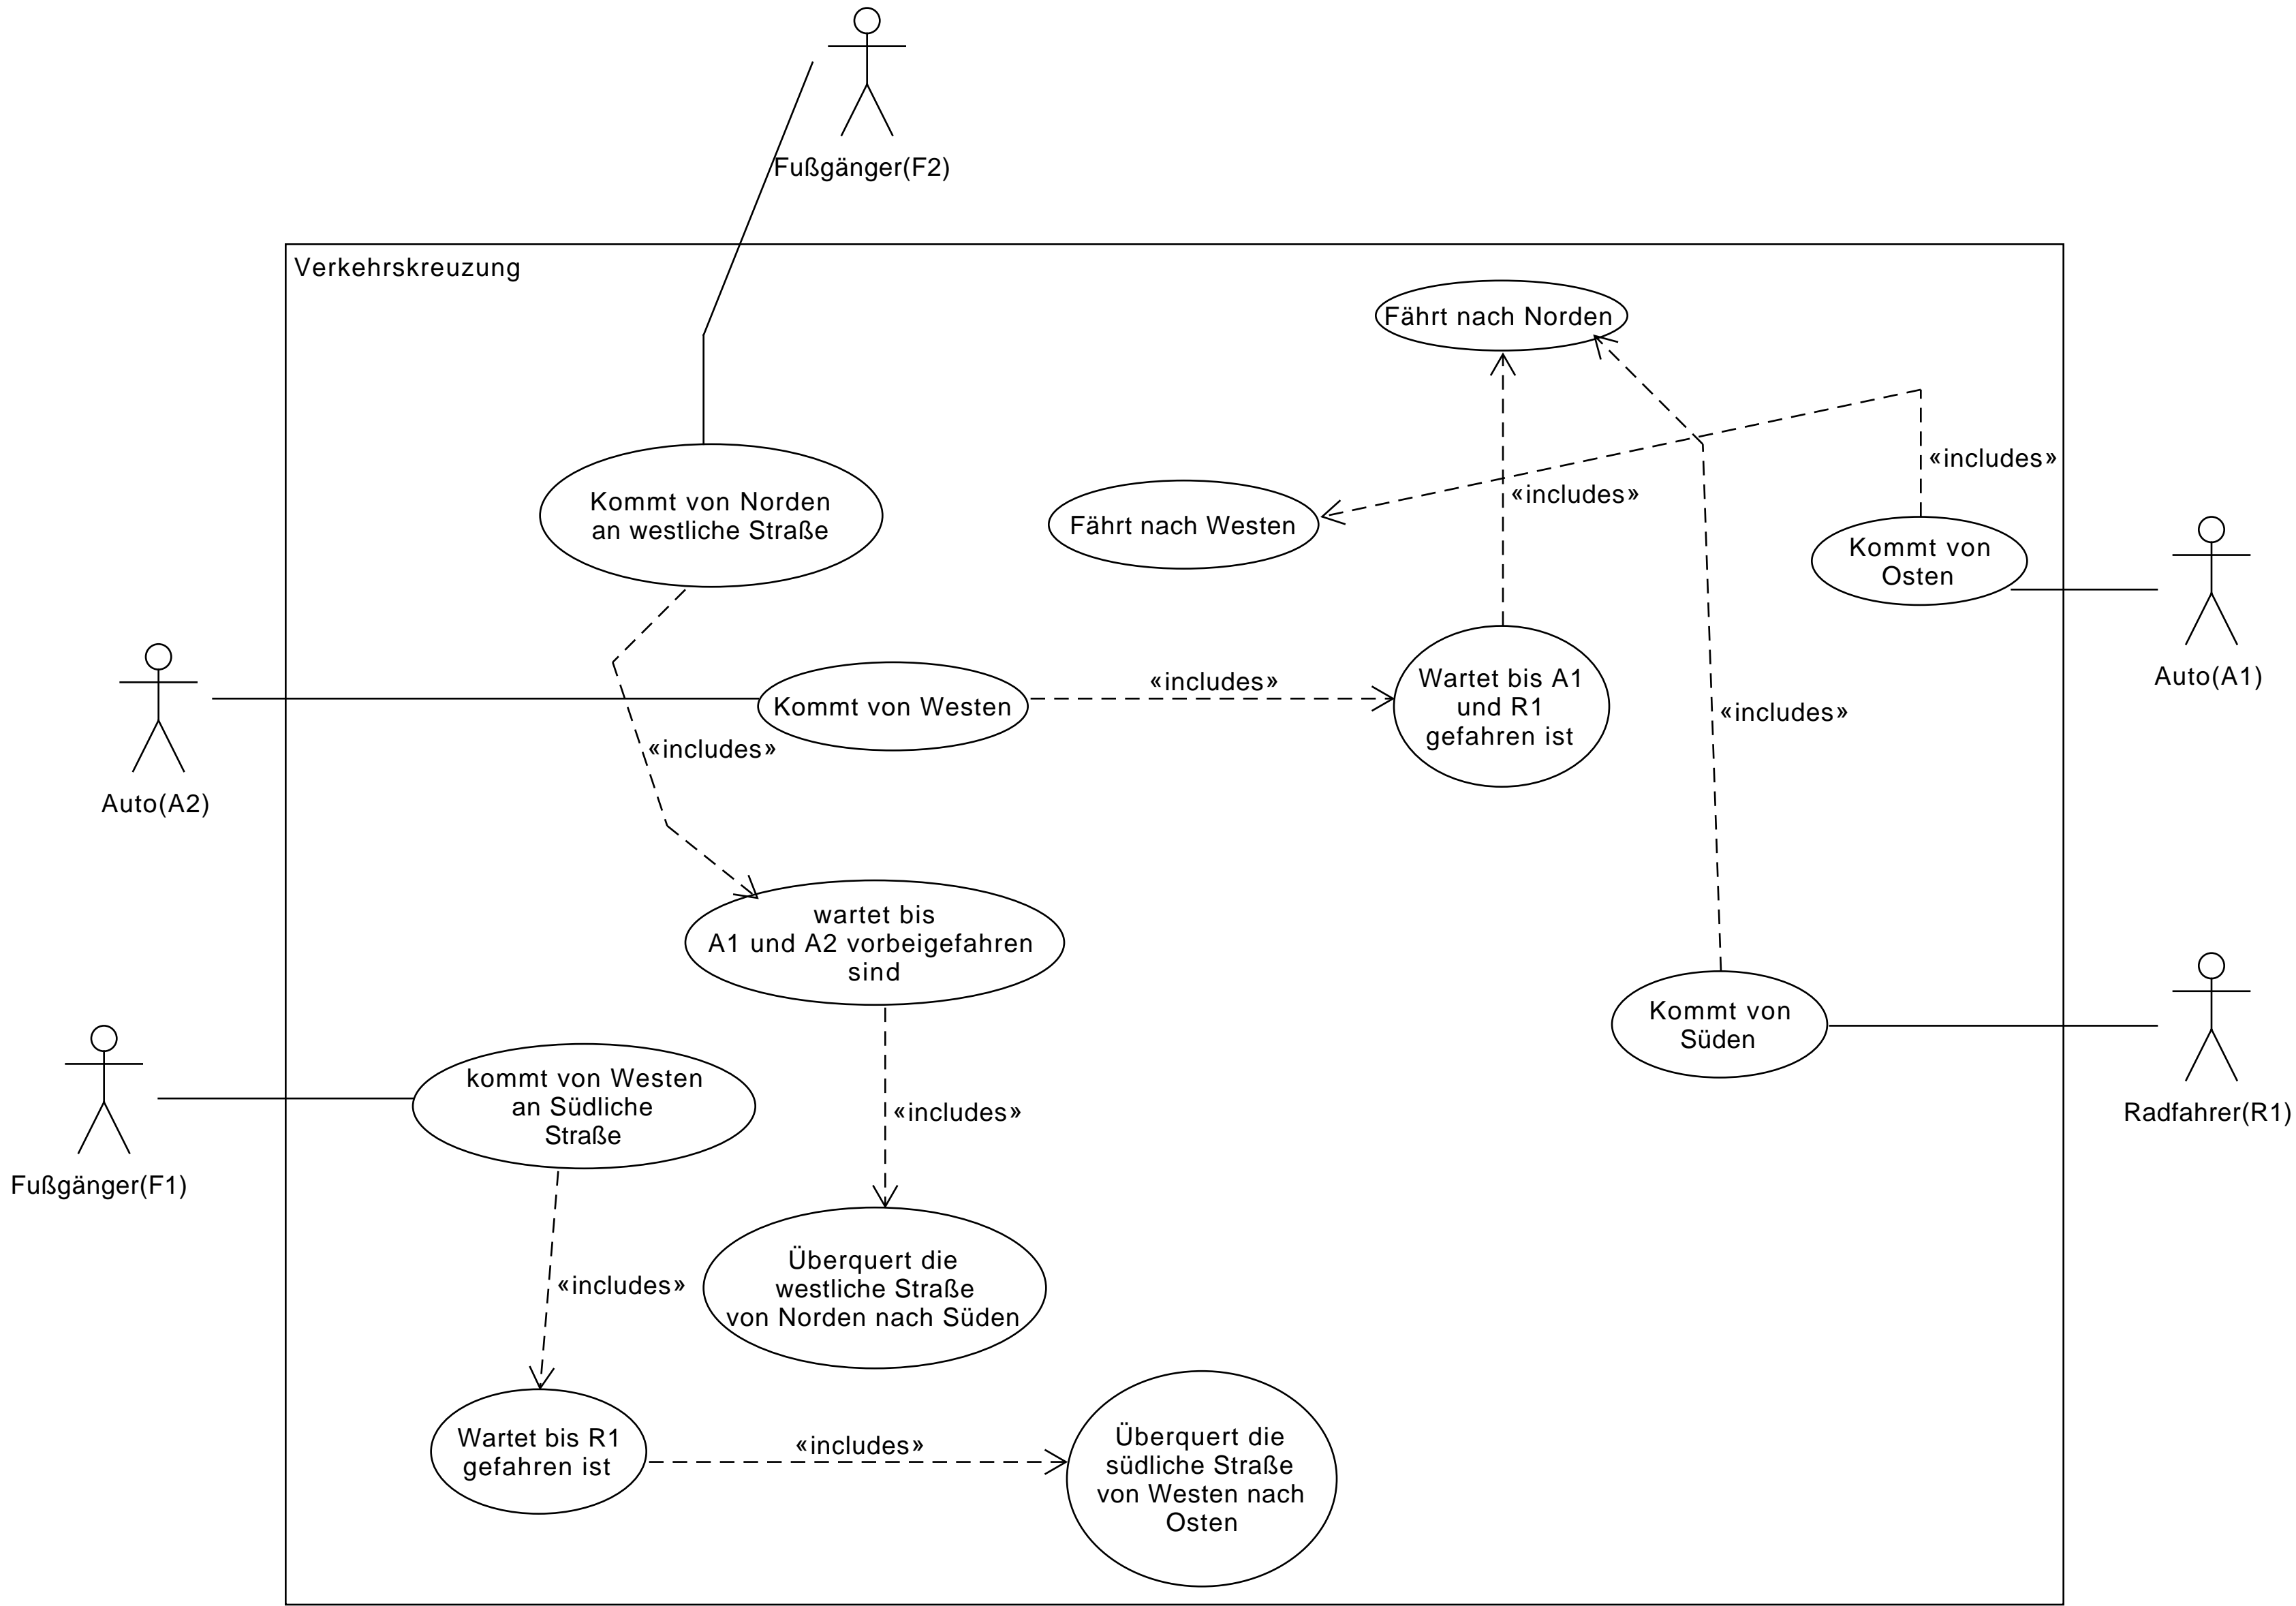 Fußgänger(F2)
Verkehrskreuzung
Fährt nach Norden
«includes»
Kommt von Norden
an westliche Straße
«includes»
Fährt nach Westen
Kommt von
Osten
Auto(A1)
«includes»
Kommt von Westen
Wartet bis A1
und R1
gefahren ist
«includes»
«includes»
Auto(A2)
wartet bis
A1 und A2 vorbeigefahren
sind
Kommt von
Süden
Radfahrer(R1)
kommt von Westen
an Südliche
Straße
«includes»
Fußgänger(F1)
Überquert die
westliche Straße
von Norden nach Süden
«includes»
Wartet bis R1
gefahren ist
«includes»
Überquert die
südliche Straße
von Westen nach
Osten